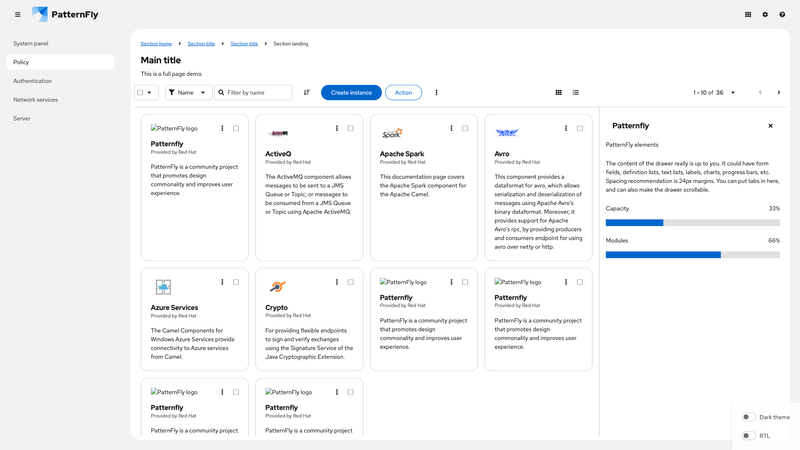 PatternFly
System panel
Policy
Authentication
Network services
Server
Section home
Section title
Section title
Section landing
Main title
This is a full page demo.
Name
Filter by name
Create instance
Action
1 - 10 of 36
PatternFly logo
Patternfly
Provided by Red Hat
PatternFly is a community project
that promotes design
commonality and improves user
experience.
ActiveMQ
ActiveQ
Provided by Red Hat
The ActiveMQ component allows
messages to be sent to a JMS
Queue or Topic; or messages to
be consumed from a JMS Queue
or Topic using Apache ActiveMQ.
Spark
Apache Spark
Provided by Red Hat
This documentation page covers
the Apache Spark component for
the Apache Camel.
Avro
Provided by Red Hat
This component provides a
dataformat for avro, which allows
serialization and deserialization
of messages using Apache Avro's
binary dataformat. Moreover, it
provides support for Apache
Avro's rpc, by providing producers
and consumers endpoint for using
avro over netty or http.
Azure Services
Provided by Red Hat
The Camel Components for
Windows Azure Services provide
connectivity to Azure services
from Camel.
Crypto
Provided by Red Hat
For providing flexible endpoints
to sign and verify exchanges
using the Signature Service of the
Java Cryptographic Extension.
PatternFly logo
Patternfly
Provided by Red Hat
PatternFly is a community project
that promotes design
commonality and improves user
experience.
PatternFly logo
Patternfly
Provided by Red Hat
PatternFly is a community project
that promotes design
commonality and improves user
experience.
PatternFly logo
Patternfly
Provided by Red Hat
PatternFly is a community project
PatternFly logo
Patternfly
Provided by Red Hat
PatternFly is a community project
Patternfly
PatternFly elements
The content of the drawer really is up to you. It could have form
fields, definition lists, text lists, labels, charts, progress bars, etc.
Spacing recommendation is 24px margins. You can put tabs in here,
and can also make the drawer scrollable.
Capacity
33%
Modules
66%
Dark theme
RTL